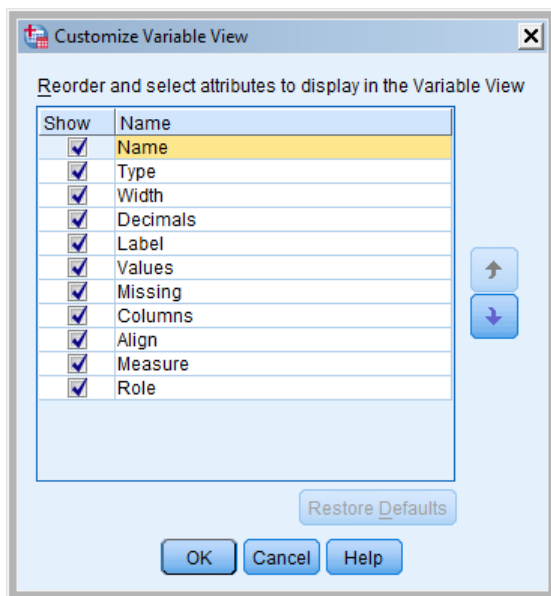 Customize Variable View
Reorder and select attributes to display in the Variable View
Show Name
Name
Type
Width
Decimals
Label
Values
Missing
Columns
Align
Measure
Role
Restore Defaults
OK Cancel Help